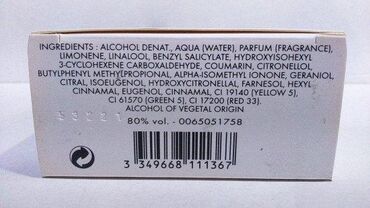 INGREDIENTS : ALCOHOL DENAT., AQUA (WATER), PARFUM (FRAGRANCE),
LIMONENE, LINALOOL, BENZYL SALICYLATE, HYDROXYISOHEXYL
3-CYCLOHEXENE CARBOXALDEHYDE, COUMARIN, CITRONELLOL,
BUTYLPHENYL METHYLPROPIONAL, ALPHA-ISOMETHYL IONONE, GERANIOL,
CITRAL, ISOEUGENOL, HYDROXYCITRONELLAL, FARNESOL, HEXYL
CINNAMAL, EUGENOL, CINNAMAL, CI 19140 (YELLOW 5),
CI 61570 (GREEN 5), CI 17200 (RED 33).
ALCOHOL OF VEGETAL ORIGIN
80% vol. - 0065051758
3 349668 111367